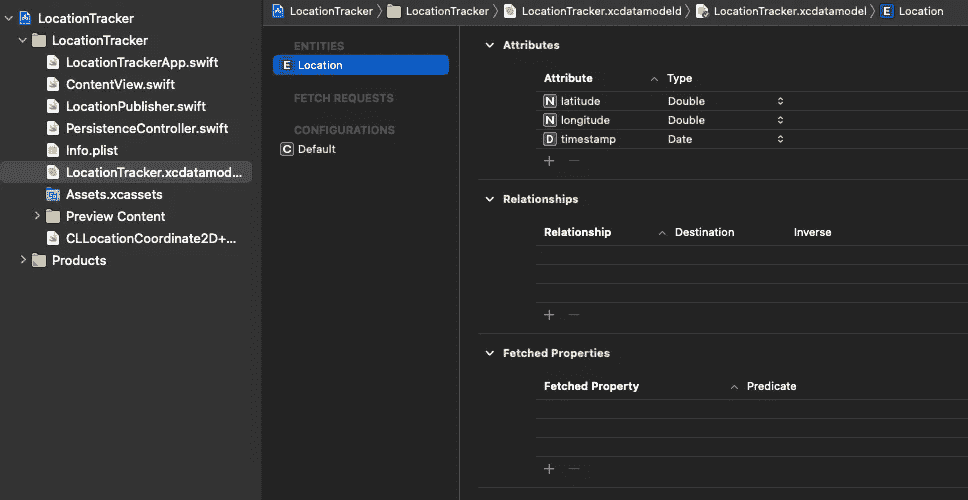 LocationTracker
LocationTracker
LocationTrackerApp.swift
ContentView.swift
LocationPublisher.swift
PersistenceController.swift
Info.plist
LocationTracker.xcdatamod...
Assets.xcassets
Preview Content
CLLocationCoordinate2D+...
Products
LocationTracker LocationTracker LocationTracker.xcdatamodeld LocationTracker.xcdatamodel E Location
ENTITIES
E Location
FETCH REQUESTS
CONFIGURATIONS
C Default
Attributes
Attribute Type
N latitude Double
N longitude Double
D timestamp Date
Relationships
Relationship Destination Inverse
Fetched Properties
Fetched Property Predicate